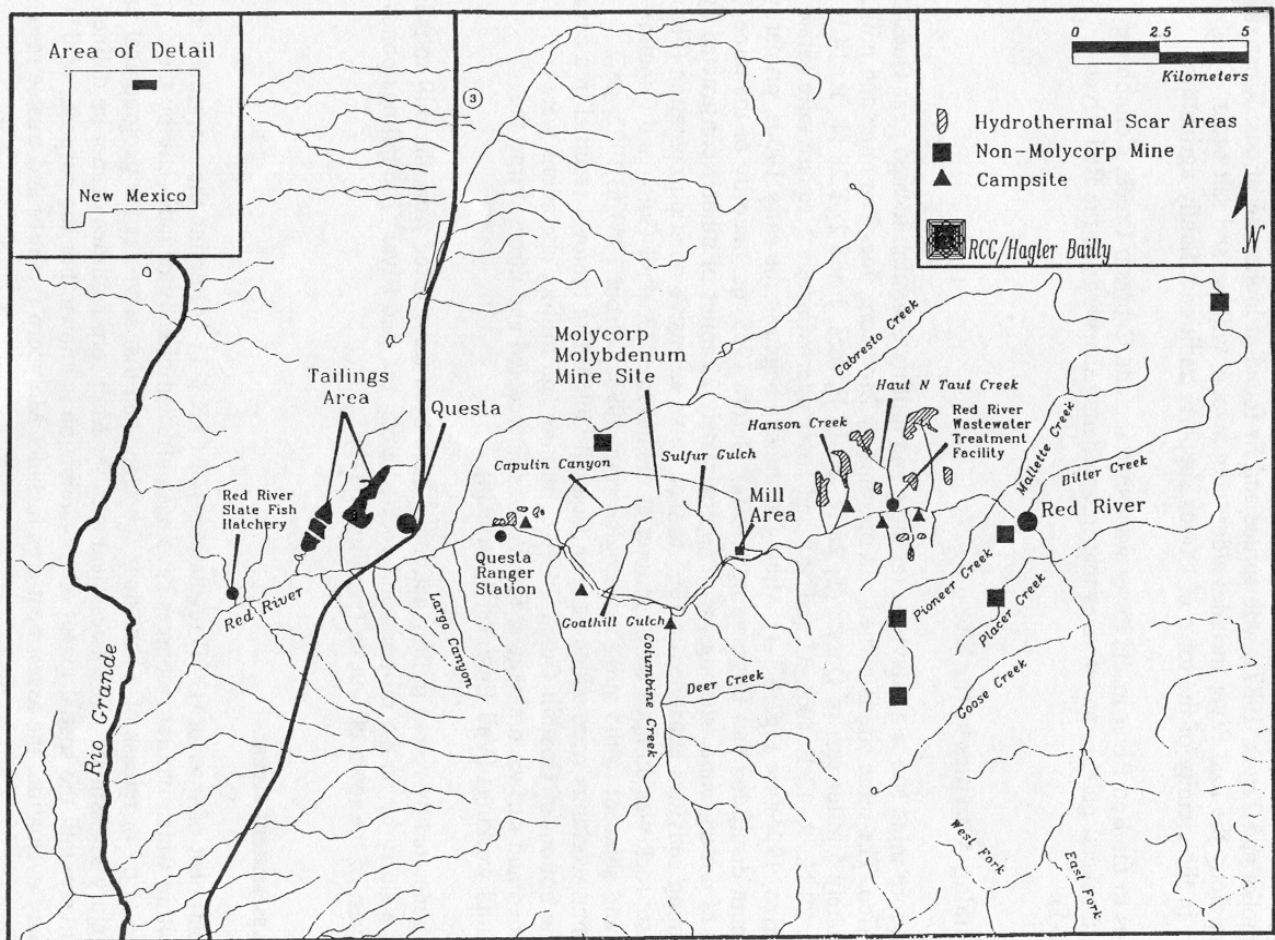 Area of Detail
New Mexico
3
0 2.5 5
Kilometers
Hydrothermal Scar Areas
Non-Molycorp Mine
Campsite
RCG/Hagler Bailly
N
Molycorp
Molybdenum
Mine Site
Cabresto Creek
Tailings
Area
Questa
Haut N Taut Creek
Hanson Creek
Red River
Wastewater
Treatment
Facility
Mallette Creek
Bitter Creek
Caputin Canyon
Sulfur Gulch
Red River
State Fish
Hatchery
Mill
Area
Red River
Questa
Ranger
Station
Pioneer Creek
Placer Creek
Red River
Largo Canyon
Goathill Gulch
Columbine Creek
Deer Creek
Goose Creek
Rio Grande
West Fork
East Fork